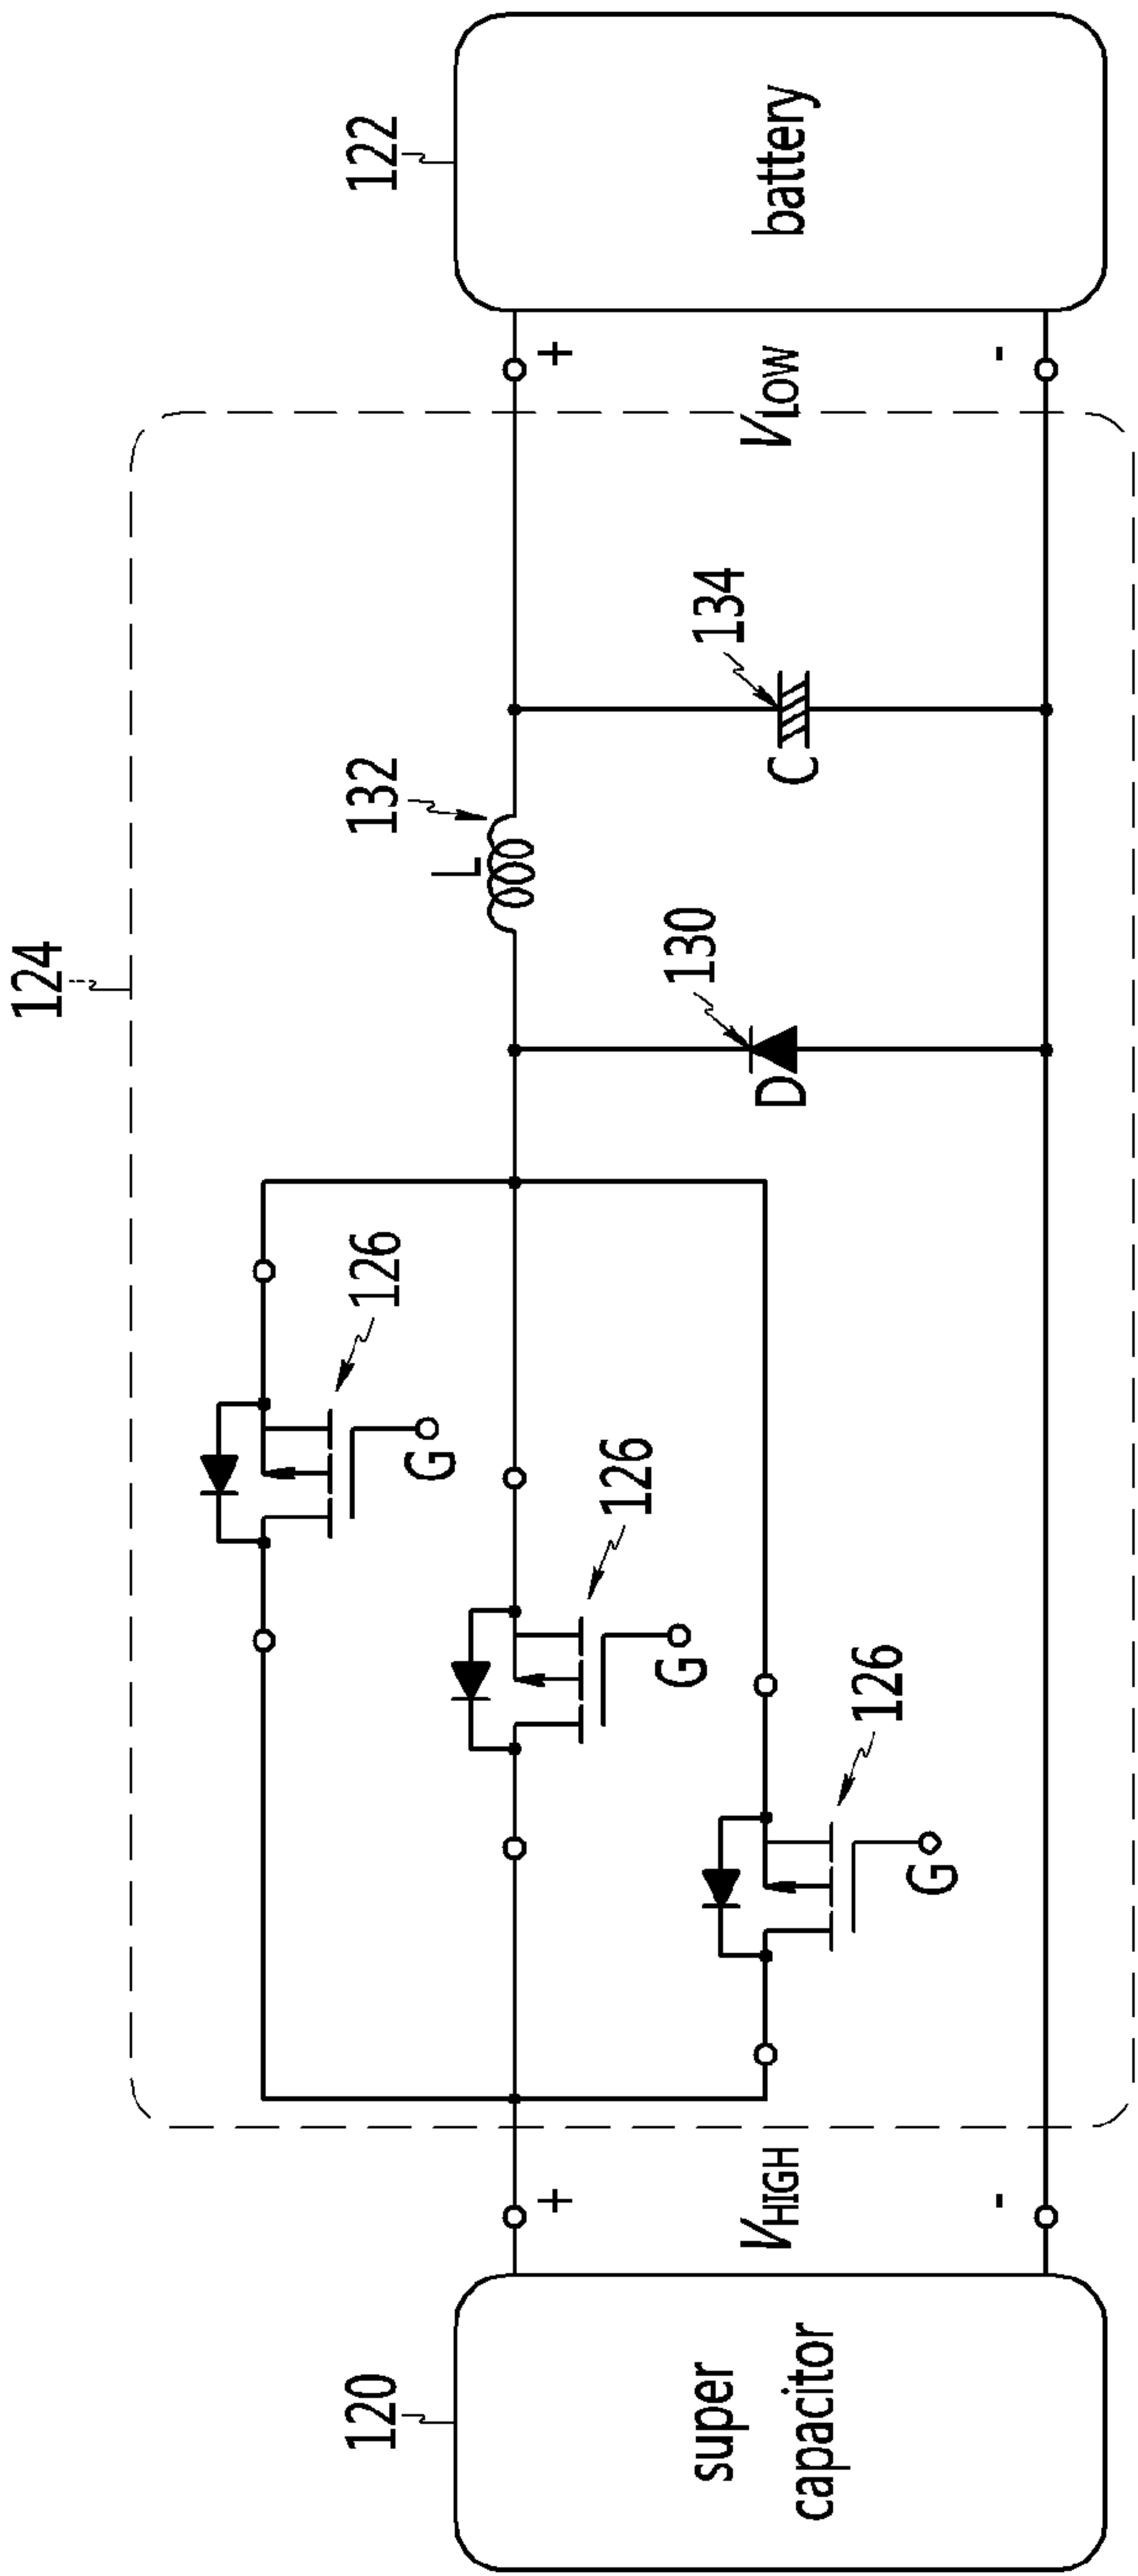 124
120
super
capacitor
+
VHIGH
-
126
G
126
G
126
G
130
D
132
L
134
C
+
VLOW
-
122
battery